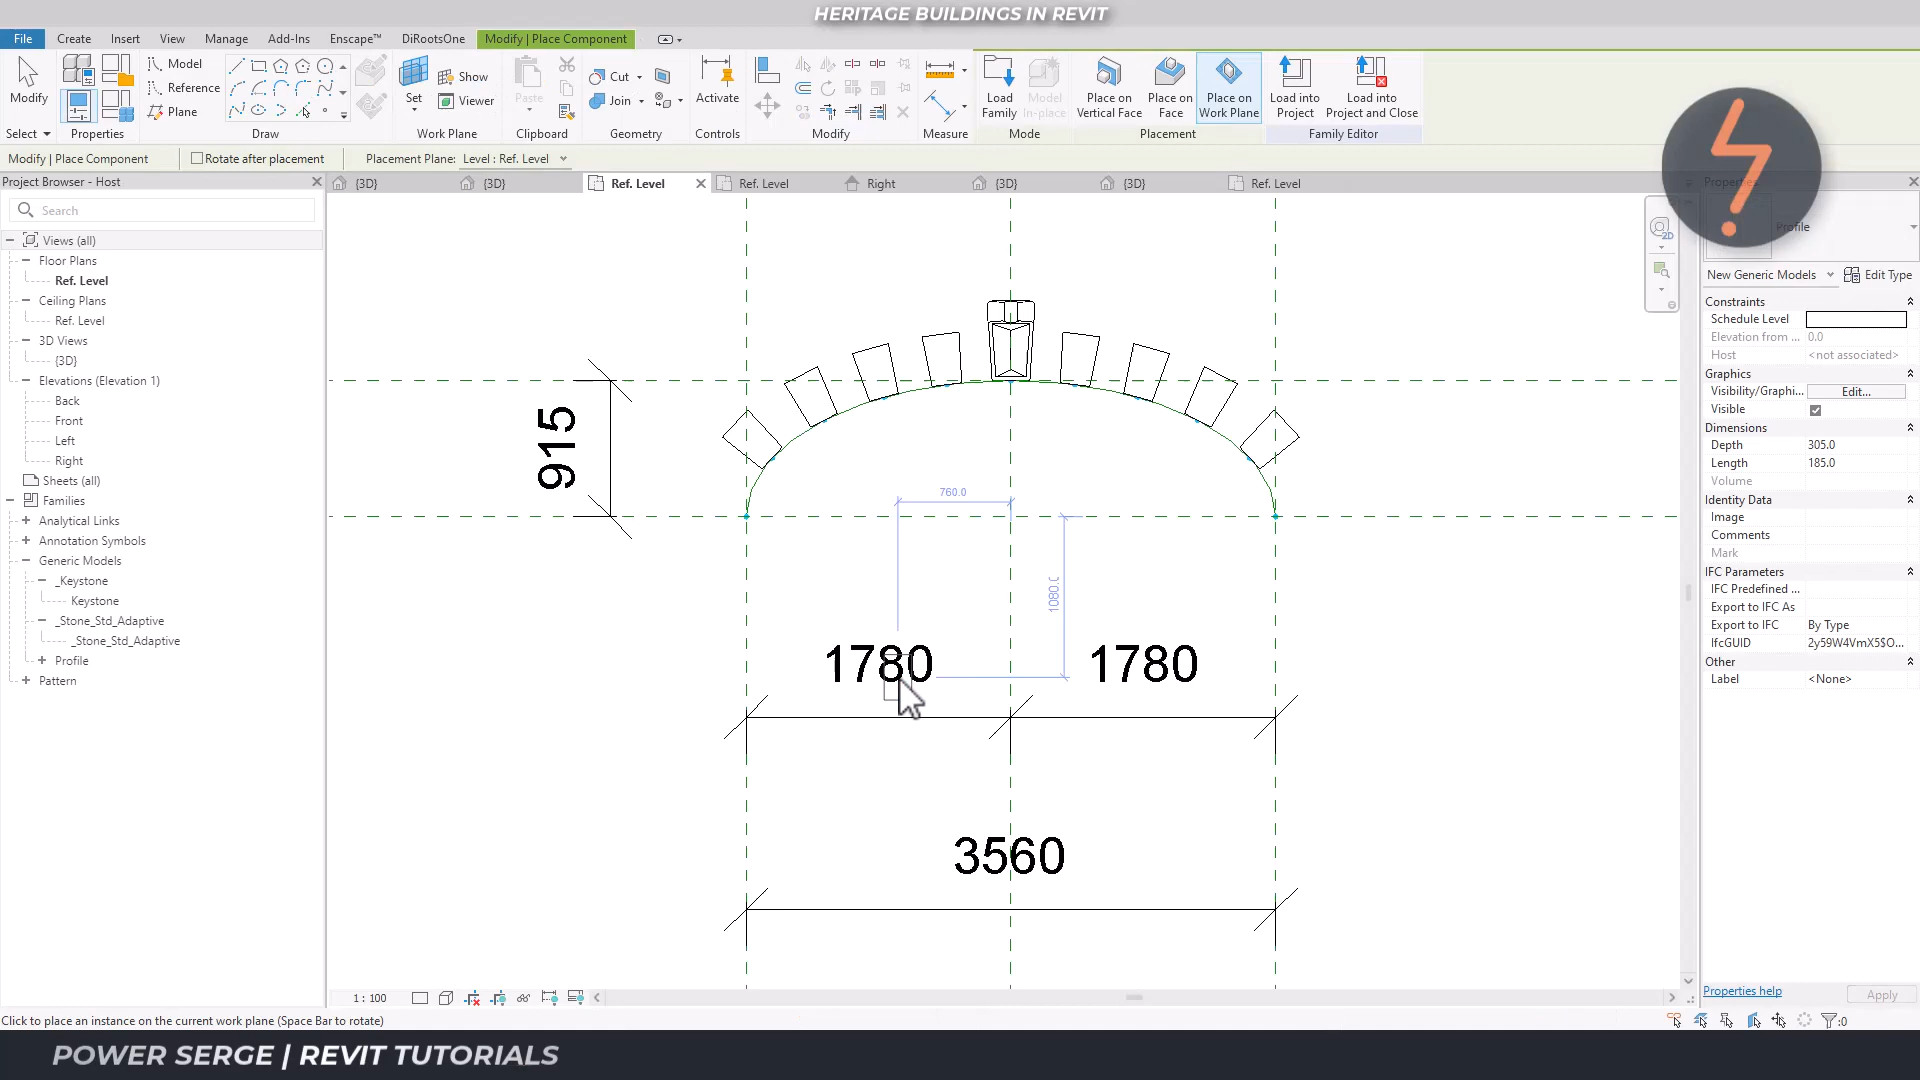 HERITAGE BUILDINGS IN REVIT
File Create Insert View Manage Add-Ins Enscape™ DiRootsOne Modify | Place Component
Modify
Select
Properties
Model
Reference
Plane
Draw
Set
Show
Viewer
Work Plane
Paste
Clipboard
Cut
Join
Geometry
Activate
Controls
Modify
Measure
Load Family
Model In-place
Mode
Place on Vertical Face
Place on Face
Place on Work Plane
Placement
Load into Project
Load into Project and Close
Family Editor
Modify | Place Component
Rotate after placement
Placement Plane: Level : Ref. Level
Project Browser - Host
Search
Views (all)
Floor Plans
Ref. Level
Ceiling Plans
Ref. Level
3D Views
{3D}
Elevations (Elevation 1)
Back
Front
Left
Right
Sheets (all)
Families
Analytical Links
Annotation Symbols
Generic Models
_Keystone
Keystone
_Stone_Std_Adaptive
_Stone_Std_Adaptive
Profile
Pattern
{3D} {3D} Ref. Level Ref. Level Right {3D} {3D} Ref. Level
915
760.0
1080.0
1780 1780
3560
2D
Properties
Profile
New Generic Models Edit Type
Constraints
Schedule Level
Elevation from ... 0.0
Host <not associated>
Graphics
Visibility/Graphi... Edit...
Visible
Dimensions
Depth 305.0
Length 185.0
Volume
Identity Data
Image
Comments
Mark
IFC Parameters
IFC Predefined ...
Export to IFC As
Export to IFC By Type
IfcGUID 2y59W4VmX5$O...
Other
Label <None>
Properties help Apply
1 : 100
Click to place an instance on the current work plane (Space Bar to rotate)
:0
POWER SERGE | REVIT TUTORIALS